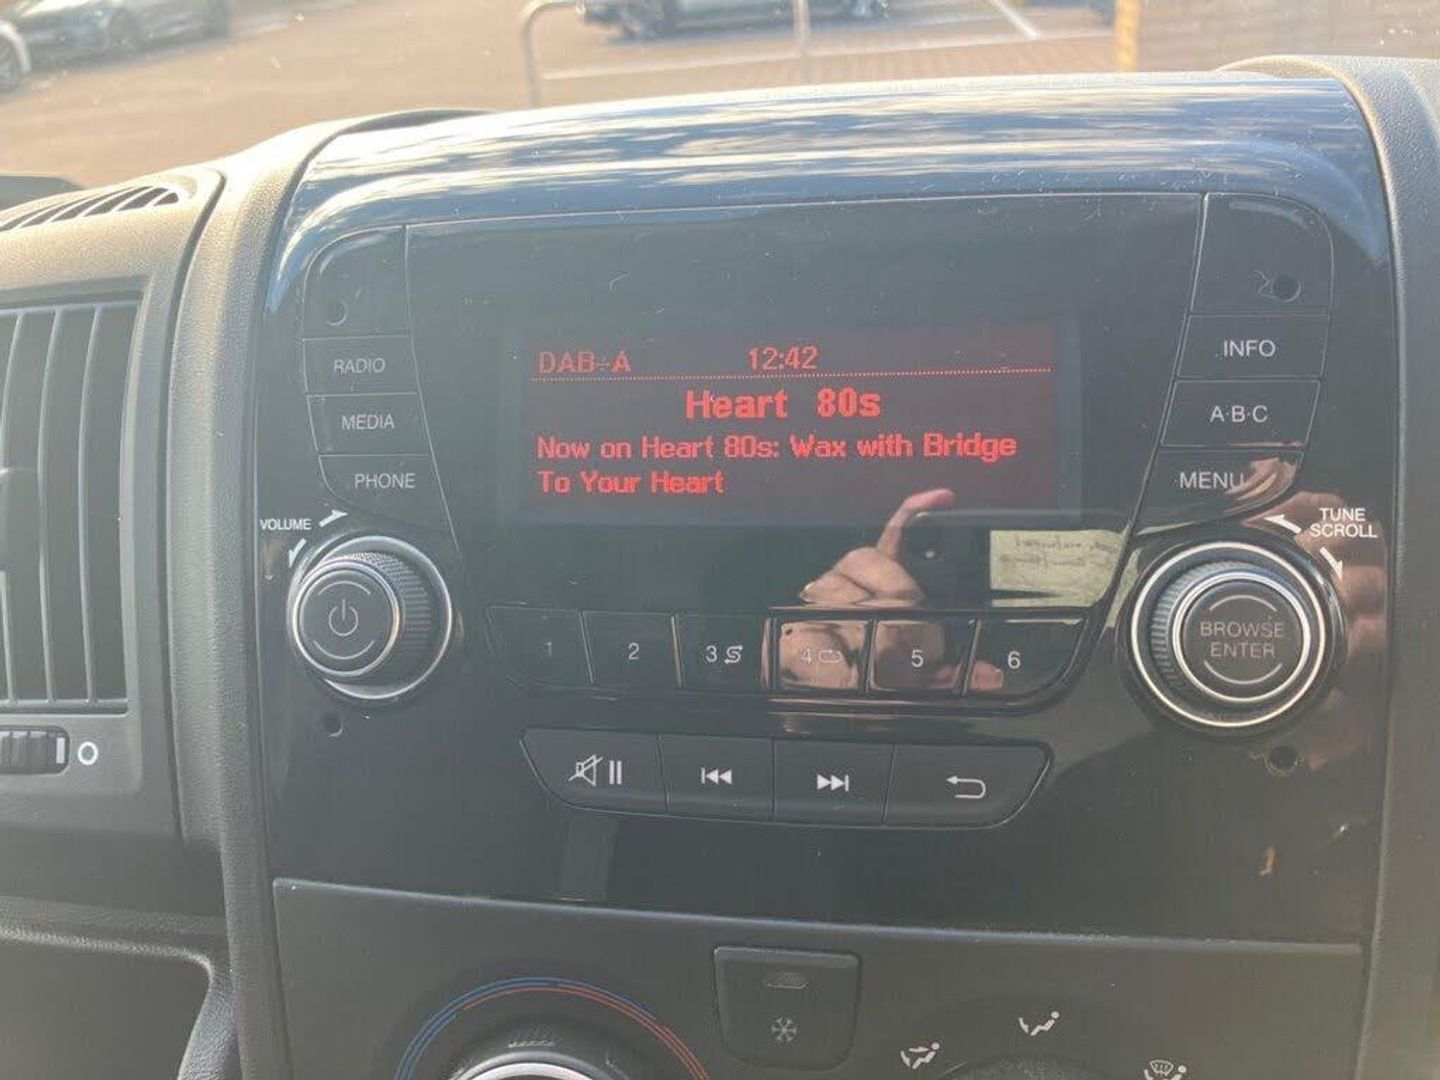 DAB-A 12:42
Heart 80s
Now on Heart 80s: Wax with Bridge
To Your Heart
RADIO
MEDIA
PHONE
VOLUME
INFO
A·B·C
MENU
TUNE
SCROLL
BROWSE
ENTER
1 2 3 4 5 6